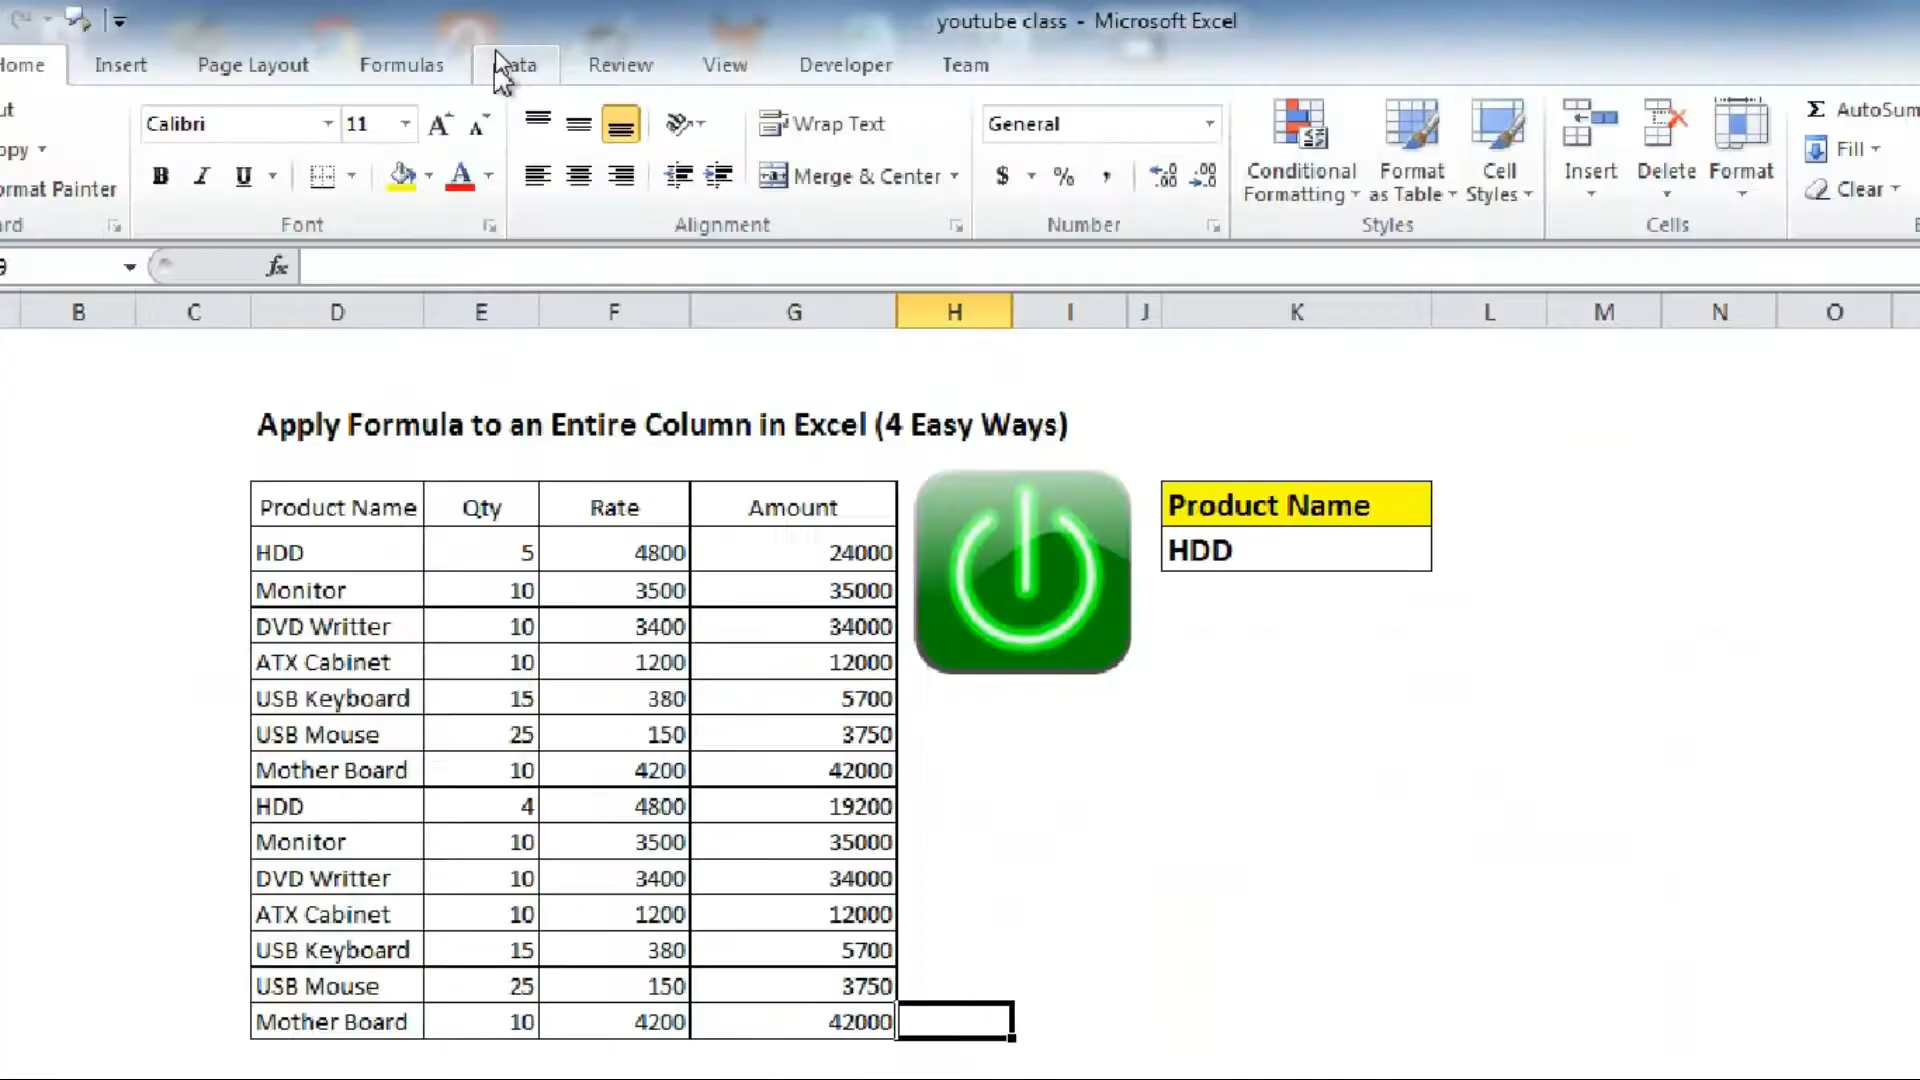 youtube class - Microsoft Excel
Home Insert Page Layout Formulas Data Review View Developer Team
Calibri 11 Wrap Text General AutoSum
opy Conditional Formatting Format as Table Cell Styles Insert Delete Format Fill
ormat Painter B I U Merge & Center $ % , Clear
Font Alignment Number Styles Cells
9 fx
B C D E F G H I J K L M N O
Apply Formula to an Entire Column in Excel (4 Easy Ways)
Product Name Qty Rate Amount Product Name
HDD 5 4800 24000 HDD
Monitor 10 3500 35000
DVD Writter 10 3400 34000
ATX Cabinet 10 1200 12000
USB Keyboard 15 380 5700
USB Mouse 25 150 3750
Mother Board 10 4200 42000
HDD 4 4800 19200
Monitor 10 3500 35000
DVD Writter 10 3400 34000
ATX Cabinet 10 1200 12000
USB Keyboard 15 380 5700
USB Mouse 25 150 3750
Mother Board 10 4200 42000